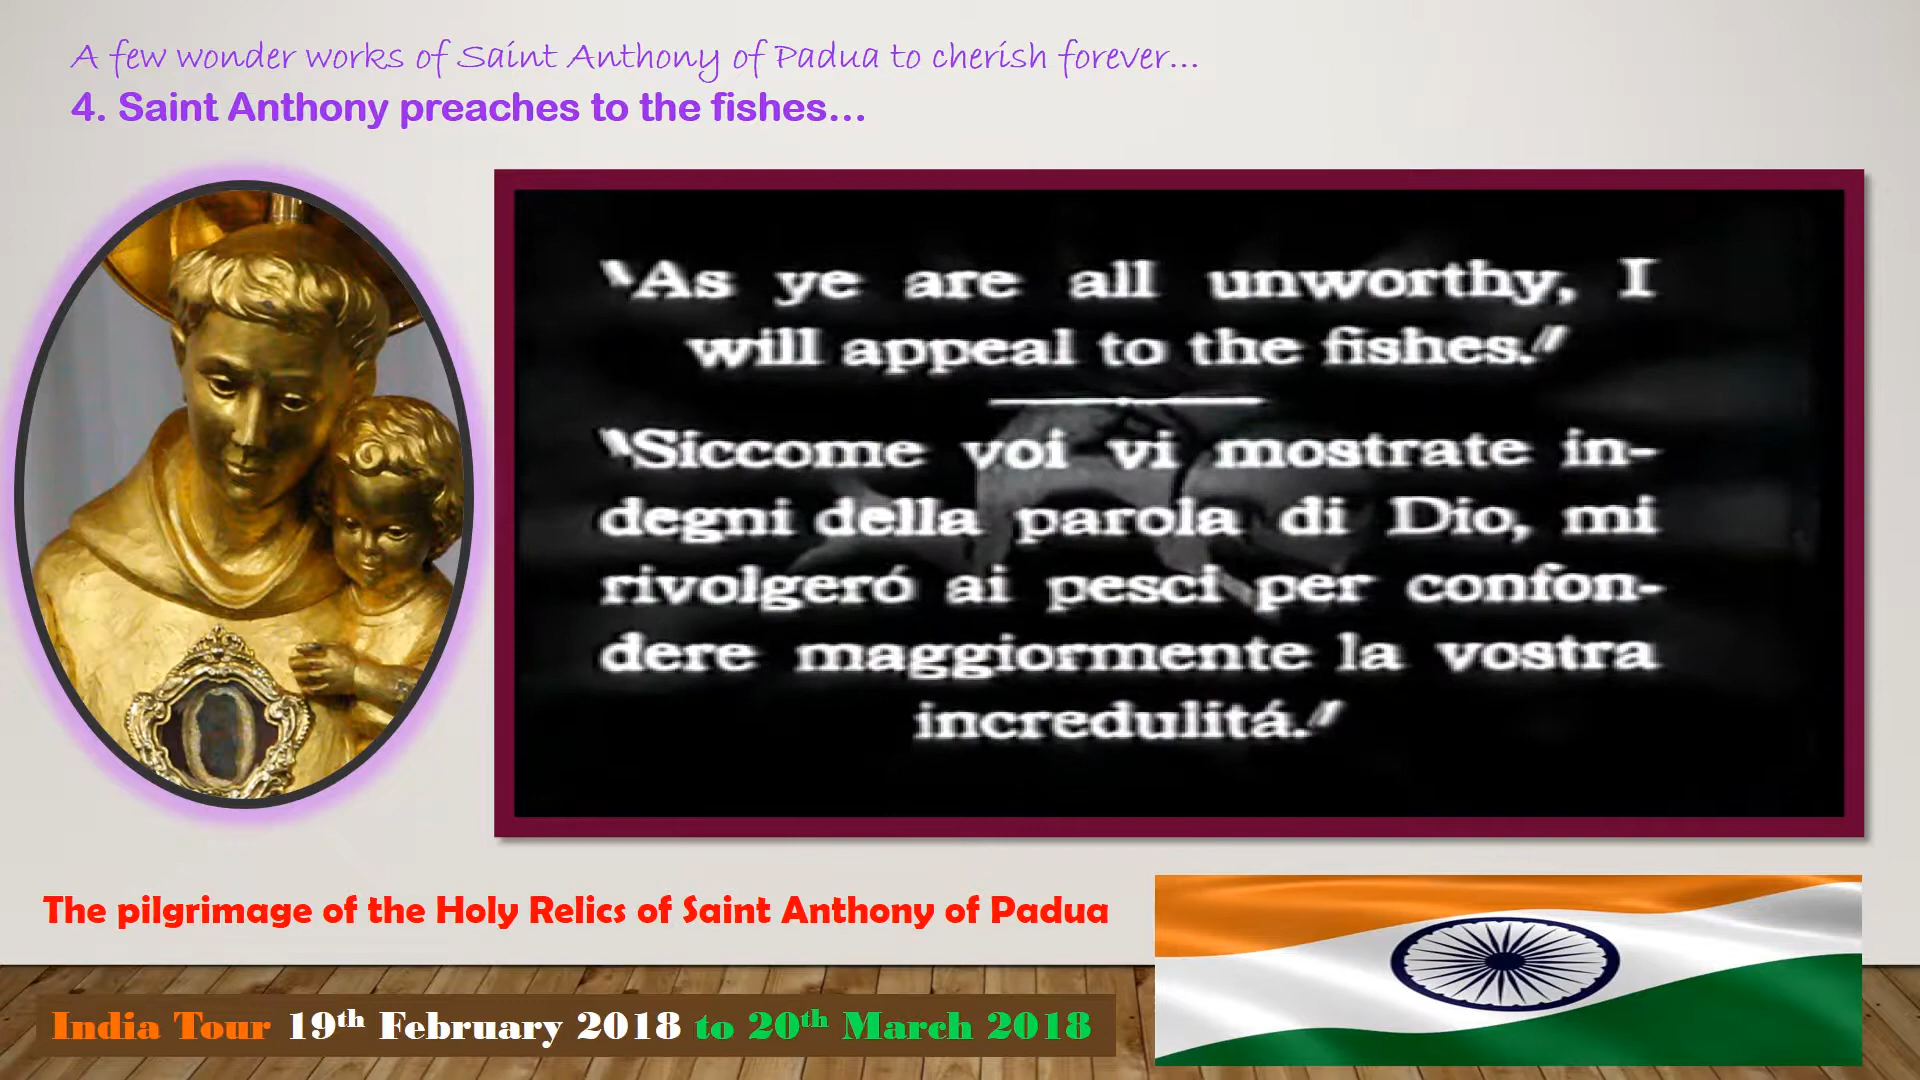 A few wonder works of Saint Anthony of Padua to cherish forever...
4. Saint Anthony preaches to the fishes...
"As ye are all unworthy, I
will appeal to the fishes."
"Siccome voi vi mostrate in-
degni della parola di Dio, mi
rivolgeró ai pesci per confon-
dere maggiormente la vostra
incredulitá."
The pilgrimage of the Holy Relics of Saint Anthony of Padua
India Tour 19th February 2018 to 20th March 2018